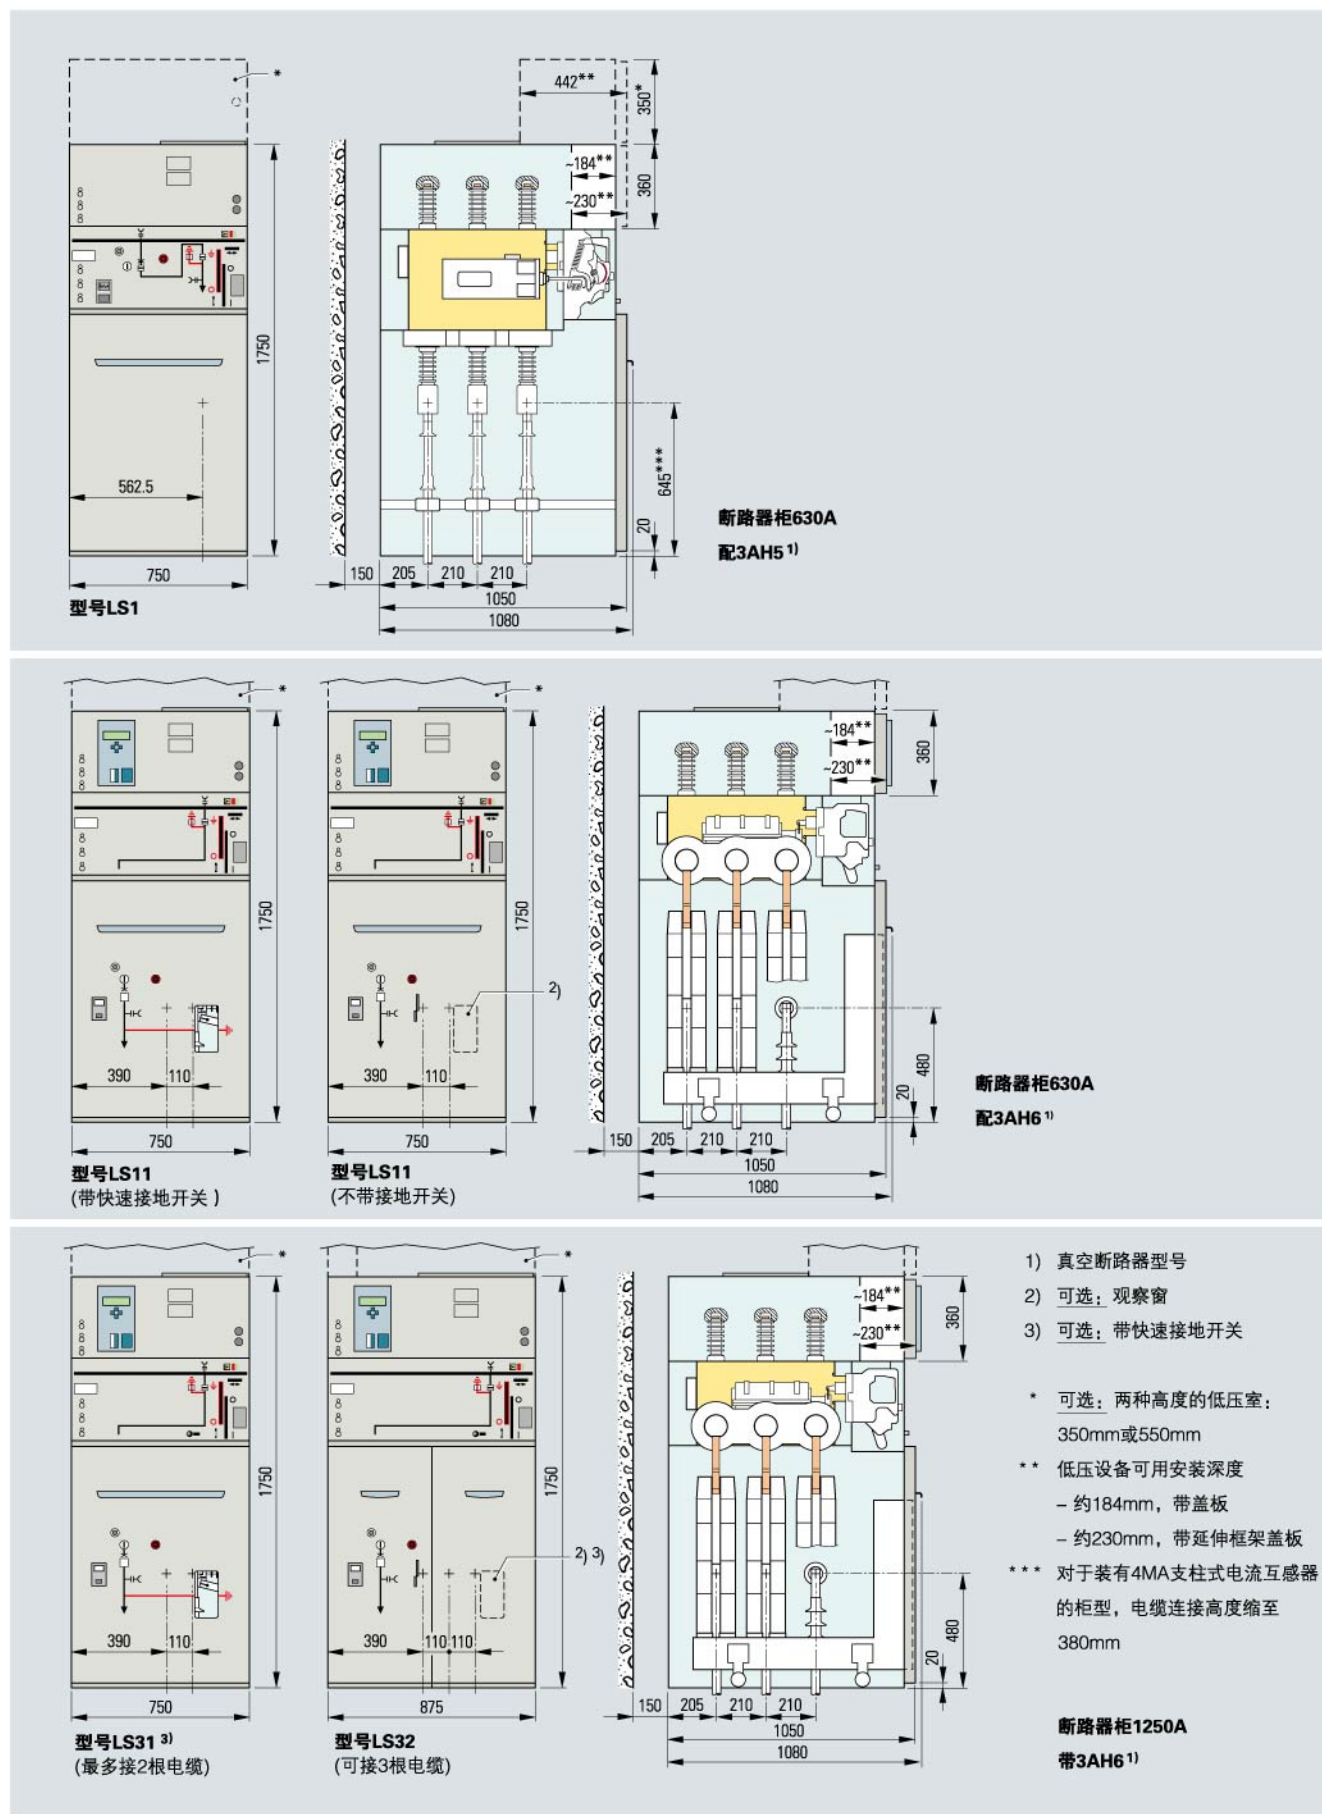 *
442**
350*
~184**
360
~230**
1750
562.5
645***
20
750
150
205
210
210
1050
1080
型号LS1
断路器柜630A
配3AH5 1)
*
*
~184**
360
~230**
1750
1750
2)
390
110
390
110
480
20
750
750
150
205
210
210
1050
1080
型号LS11
(带快速接地开关)
型号LS11
(不带接地开关)
断路器柜630A
配3AH6 1)
*
*
~184**
360
~230**
1750
1750
2) 3)
390
110
390
110
110
480
20
750
875
150
205
210
210
1050
1080
型号LS31 3)
(最多接2根电缆)
型号LS32
(可接3根电缆)
1) 真空断路器型号
2) 可选：观察窗
3) 可选：带快速接地开关
* 可选：两种高度的低压室：
350mm或550mm
** 低压设备可用安装深度
– 约184mm，带盖板
– 约230mm，带延伸框架盖板
*** 对于装有4MA支柱式电流互感器
的柜型，电缆连接高度缩至
380mm
断路器柜1250A
带3AH6 1)